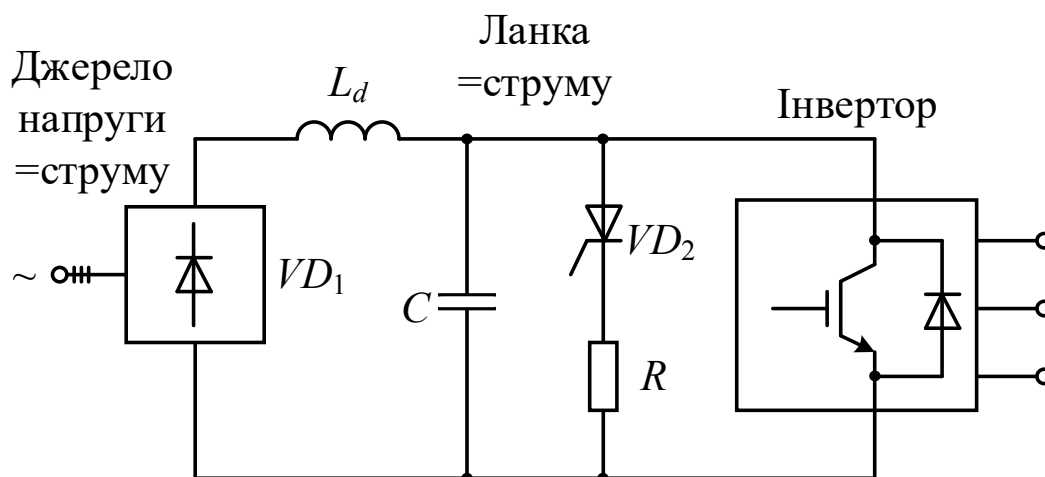 Джерело
напруги
=струму
L_d
Ланка
=струму
Інвертор
~
VD₁
C
VD₂
R